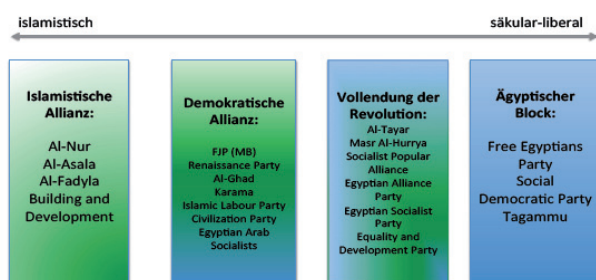 islamistisch
säkular-liberal
Islamistische
Allianz:
Al-Nur
Al-Asala
Al-Fadyla
Building and
Development
Demokratische
Allianz:
FJP (MB)
Renaissance Party
Al-Ghad
Karama
Islamic Labour Party
Civilization Party
Egyptian Arab
Socialists
Vollendung der
Revolution:
Al-Tayar
Masr Al-Hurrya
Socialist Popular
Alliance
Egyptian Alliance
Party
Egyptian Socialist
Party
Equality and
Development Party
Ägyptischer
Block:
Free Egyptians
Party
Social
Democratic Party
Tagammu